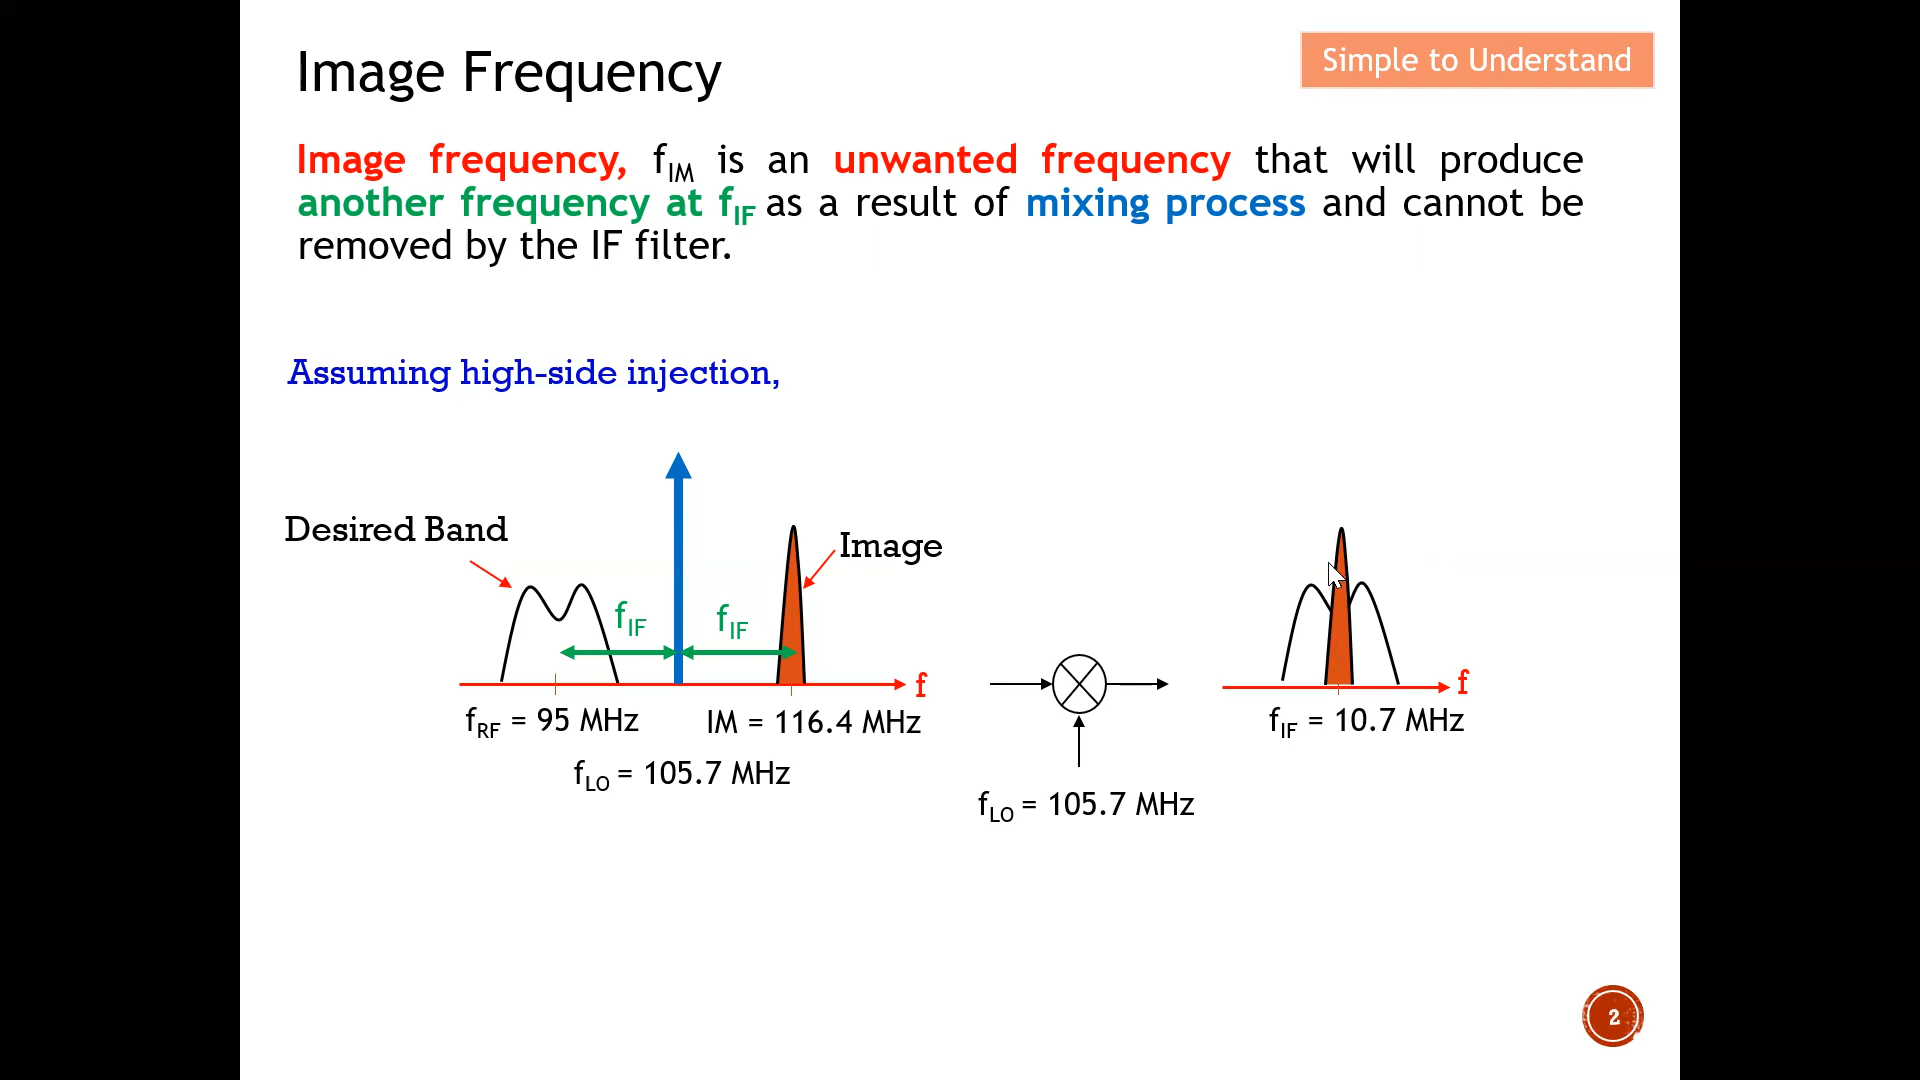 Image Frequency
Simple to Understand
Image frequency, fIM is an unwanted frequency that will produce
another frequency at fIF as a result of mixing process and cannot be
removed by the IF filter.
Assuming high-side injection,
Desired Band
Image
fIF
fIF
f
f
fRF = 95 MHz
IM = 116.4 MHz
fIF = 10.7 MHz
fLO = 105.7 MHz
fLO = 105.7 MHz
2